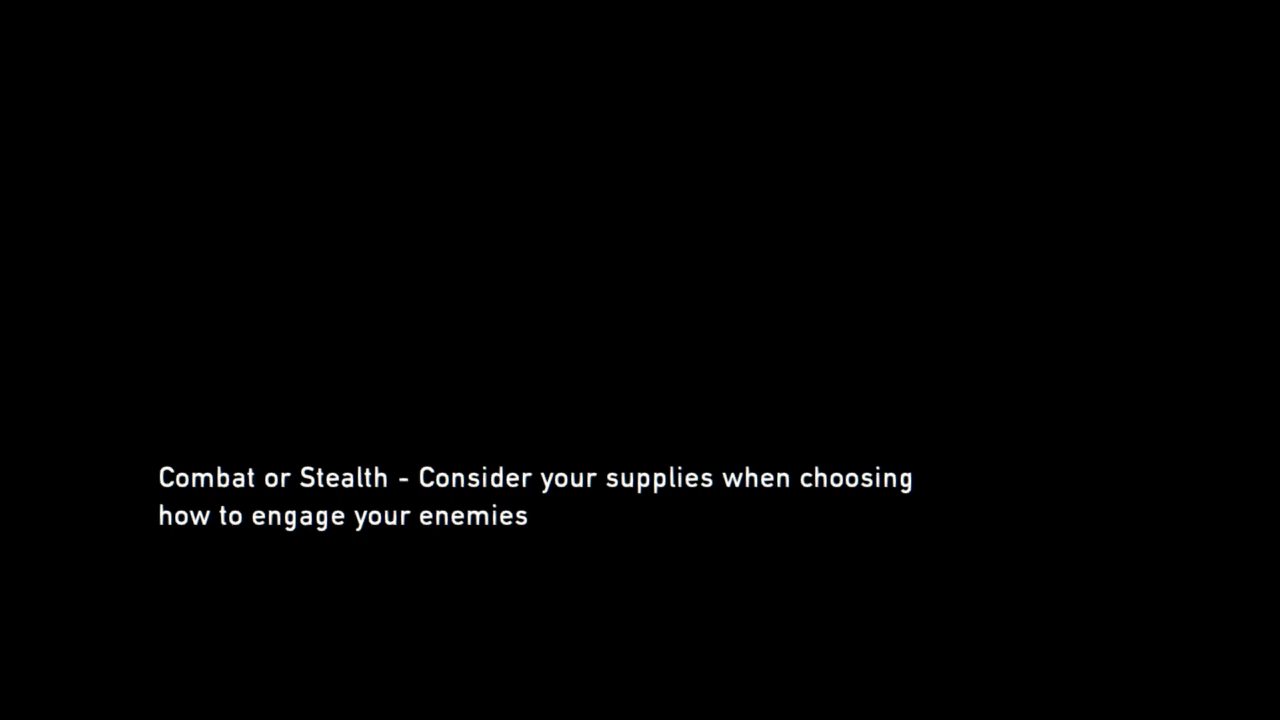 Combat or Stealth - Consider your supplies when choosing
how to engage your enemies